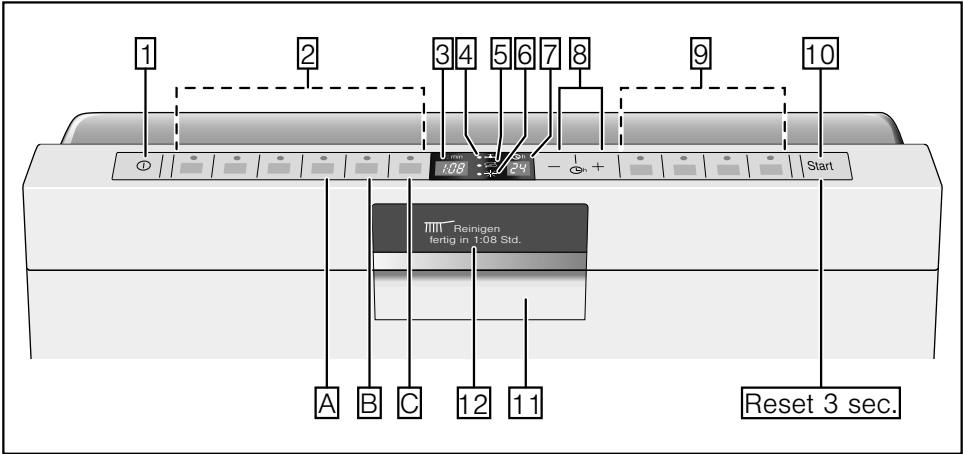 1 2 3 4 5 6 7 8 9 10
min h
1:08 24 − h + Start
Reinigen
fertig in 1:08 Std.
A B C 12 11 Reset 3 sec.